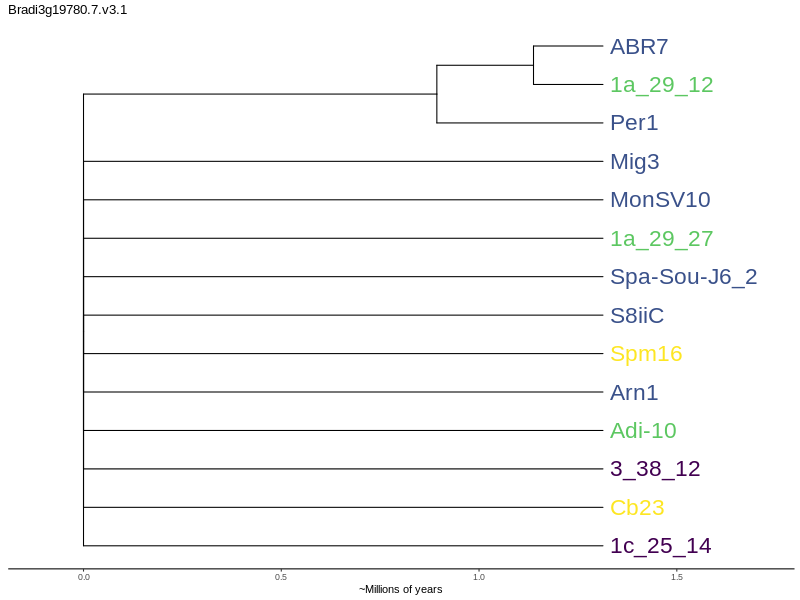 Bradi3g19780.7.v3.1
ABR7
1a_29_12
Per1
Mig3
MonSV10
1a_29_27
Spa-Sou-J6_2
S8iiC
Spm16
Arn1
Adi-10
3_38_12
Cb23
1c_25_14
0.0 0.5 1.0 1.5
~Millions of years